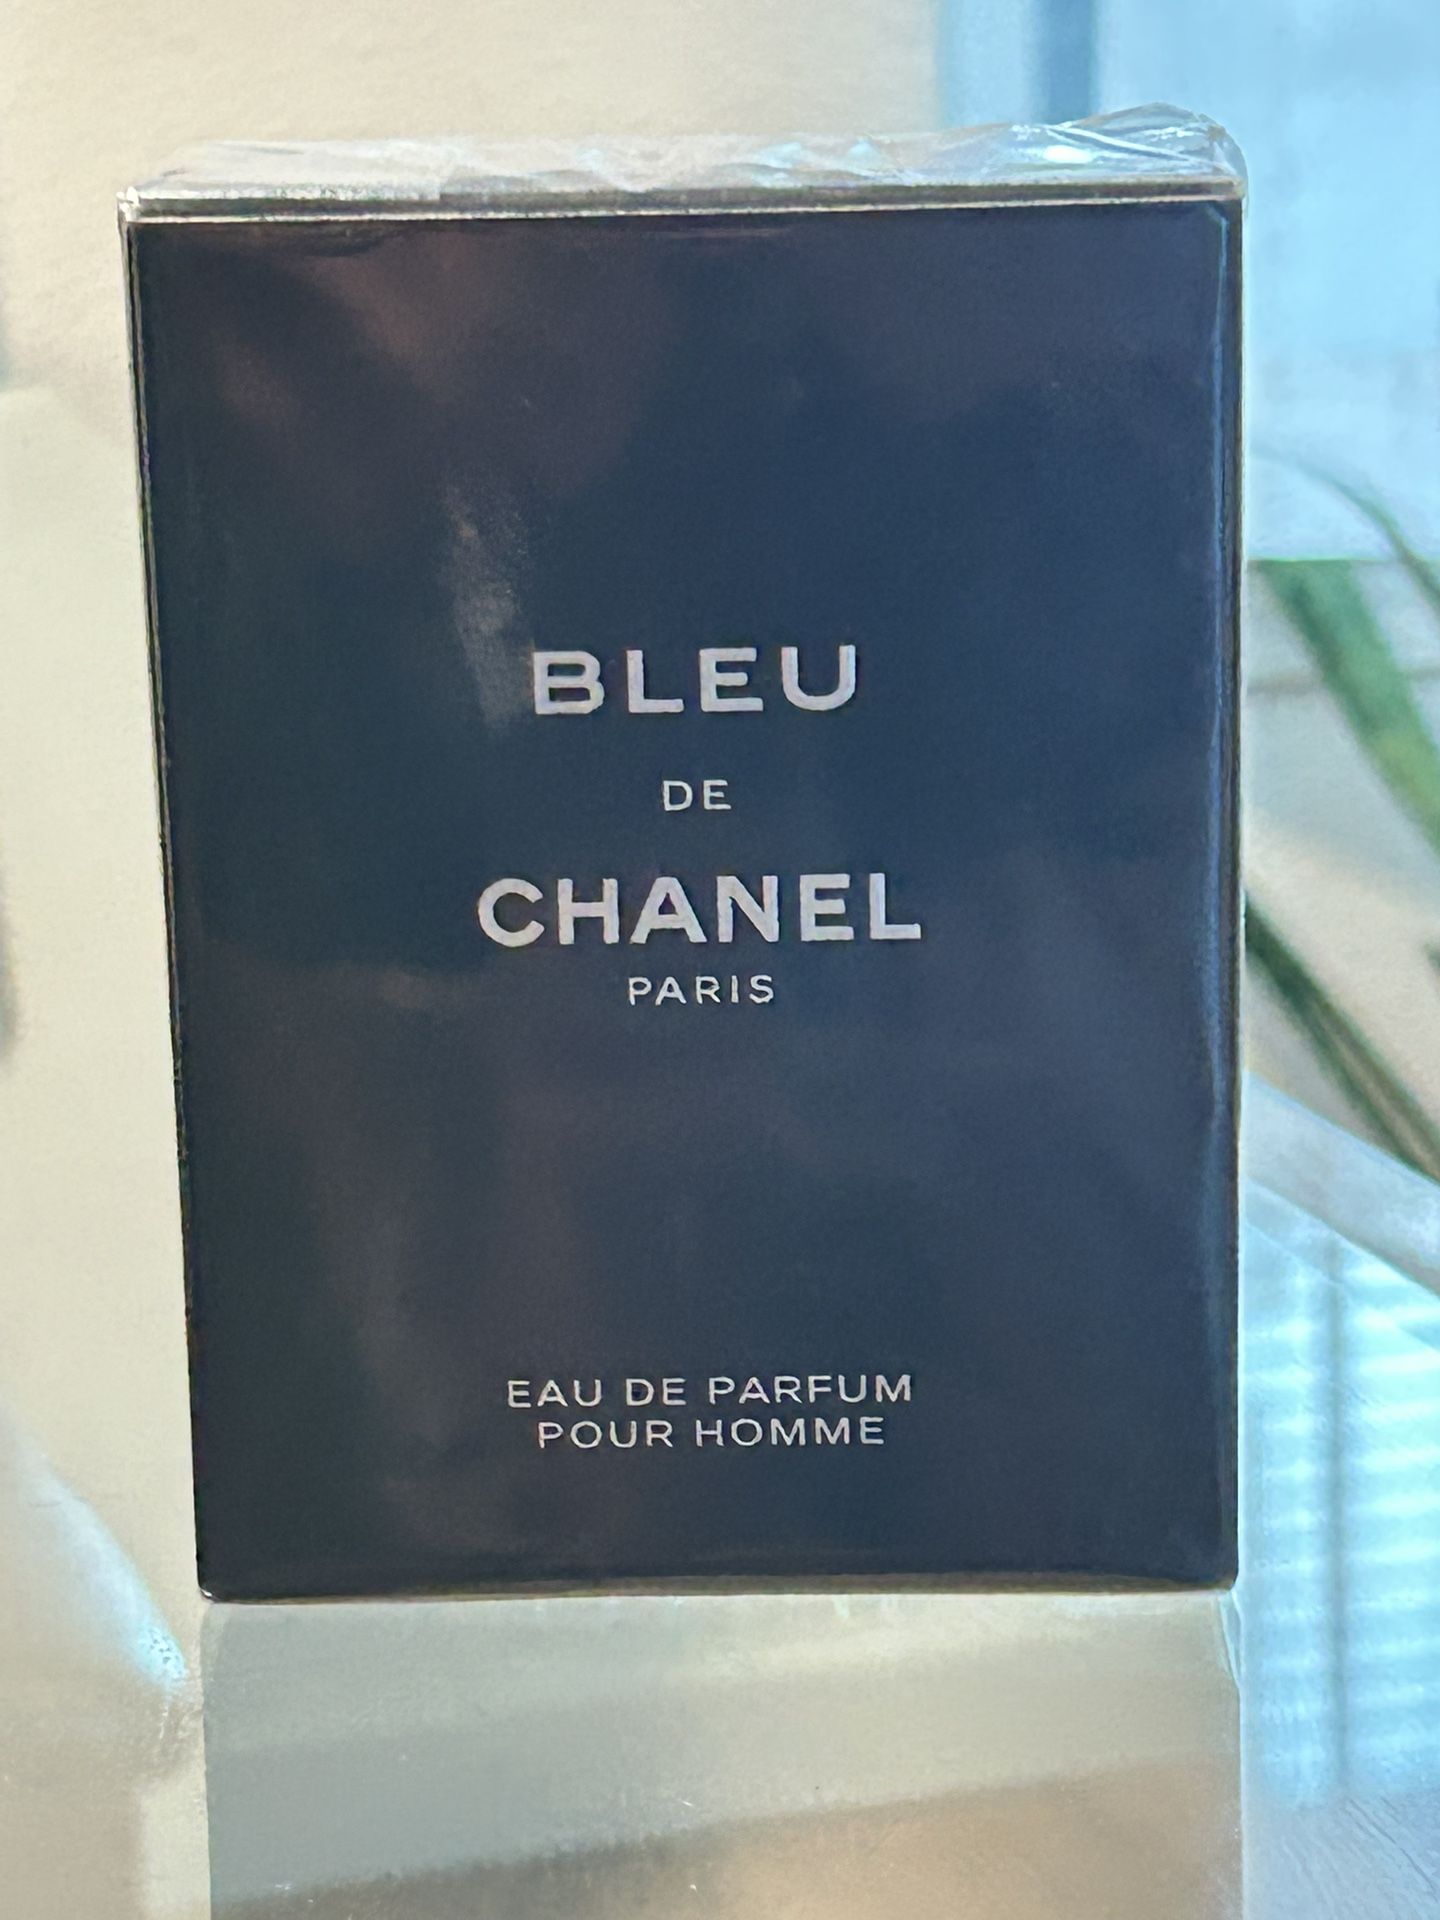 BLEU
DE
CHANEL
PARIS
EAU DE PARFUM
POUR HOMME